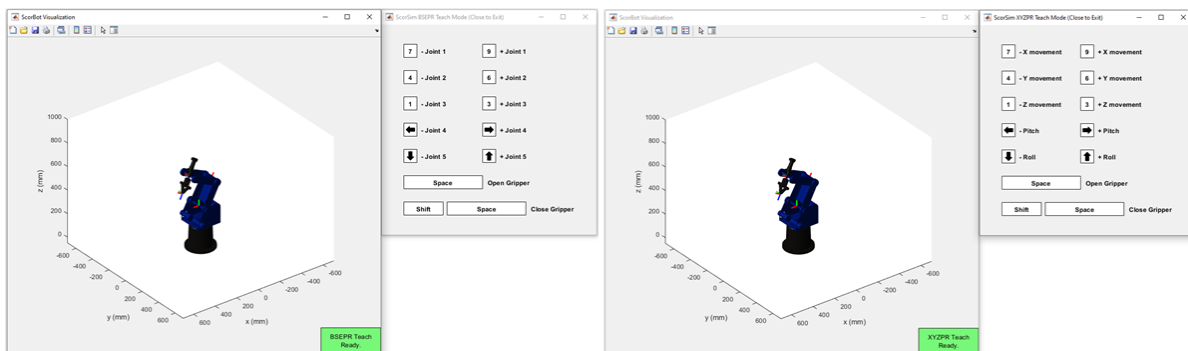 ScorBot Visualization
1000
800
600
400
200
0
z (mm)
-600
-400
-200
0
200
400
600
y (mm)
-600
-400
-200
0
200
400
600
x (mm)
BSEPR Teach
Ready.
ScorSim BSEPR Teach Mode (Close to Exit)
7 - Joint 1 9 + Joint 1
4 - Joint 2 6 + Joint 2
1 - Joint 3 3 + Joint 3
- Joint 4 + Joint 4
- Joint 5 + Joint 5
Space Open Gripper
Shift Space Close Gripper
ScorBot Visualization
1000
800
600
400
200
0
z (mm)
-600
-400
-200
0
200
400
600
y (mm)
-600
-400
-200
0
200
400
600
x (mm)
XYZPR Teach
Ready.
ScorSim XYZPR Teach Mode (Close to Exit)
7 - X movement 9 + X movement
4 - Y movement 6 + Y movement
1 - Z movement 3 + Z movement
- Pitch + Pitch
- Roll + Roll
Space Open Gripper
Shift Space Close Gripper